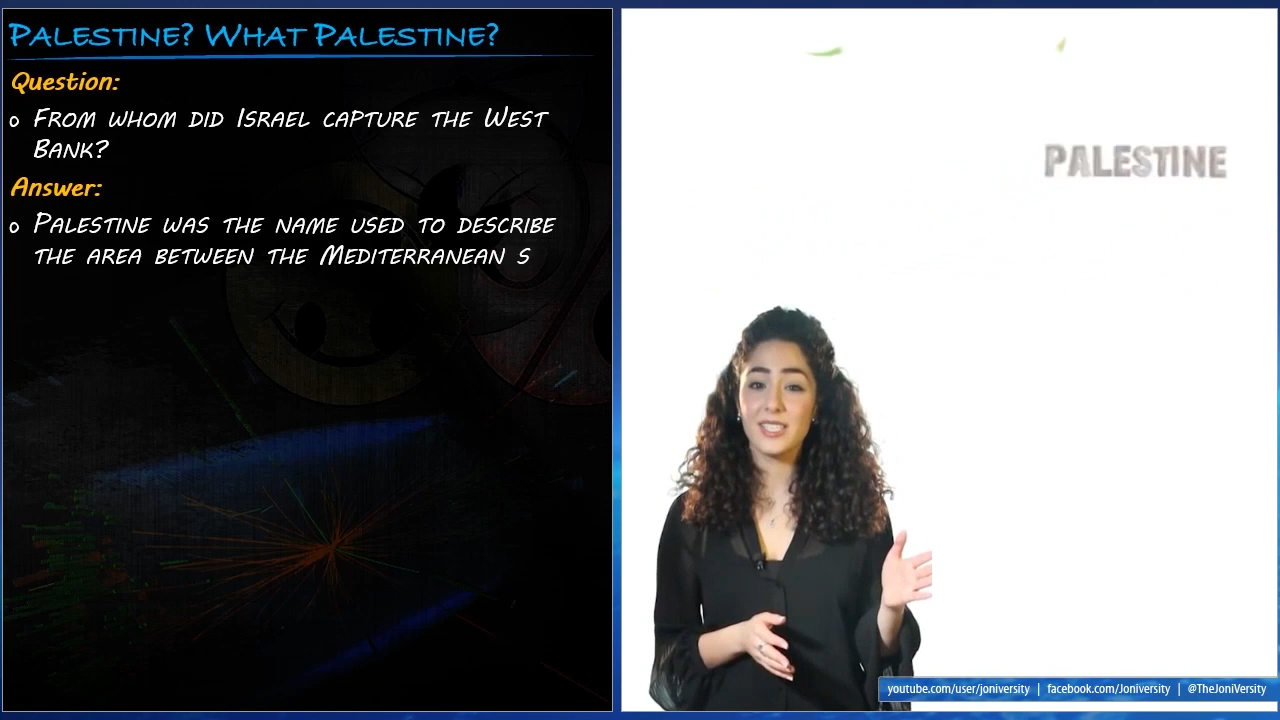 Palestine? What Palestine?
Question:
o From whom did Israel capture the West
Bank?
Answer:
o Palestine was the name used to describe
the area between the Mediterranean s
PALESTINE
youtube.com/user/joniversity | facebook.com/Joniversity | @TheJoniVersity